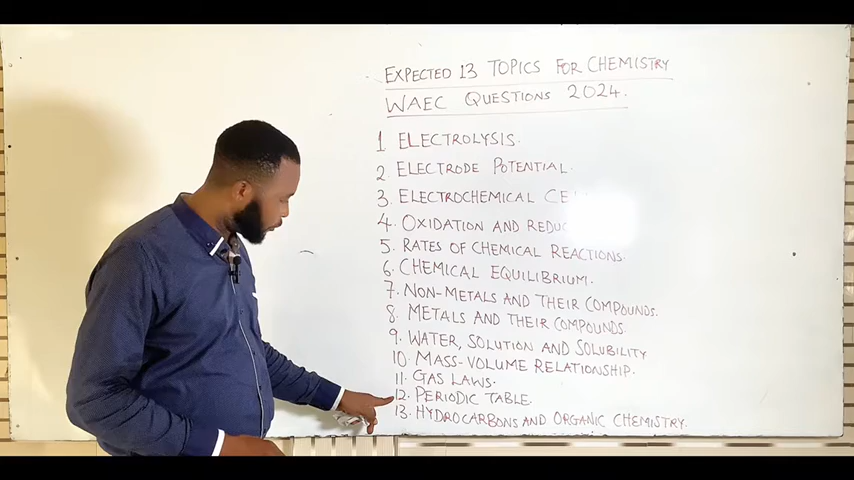 EXPECTED 13 TOPICS FOR CHEMISTRY
WAEC QUESTIONS 2024.
1 ELECTROLYSIS.
2 ELECTRODE POTENTIAL.
3. ELECTROCHEMICAL
4. OXIDATION AND
5. RATES OF CHEMICAL REACTIONS.
6. CHEMICAL EQUILIBRIUM.
7. NON-METALS AND THEIR COMPOUNDS.
8. METALS AND THEIR COMPOUNDS.
9. WATER, SOLUTION AND SOLUBILITY
10. MASS-VOLUME RELATIONSHIP.
11. GAS LAWS.
12. PERIODIC TABLE.
13. HYDROCARBONS AND ORGANIC CHEMISTRY.